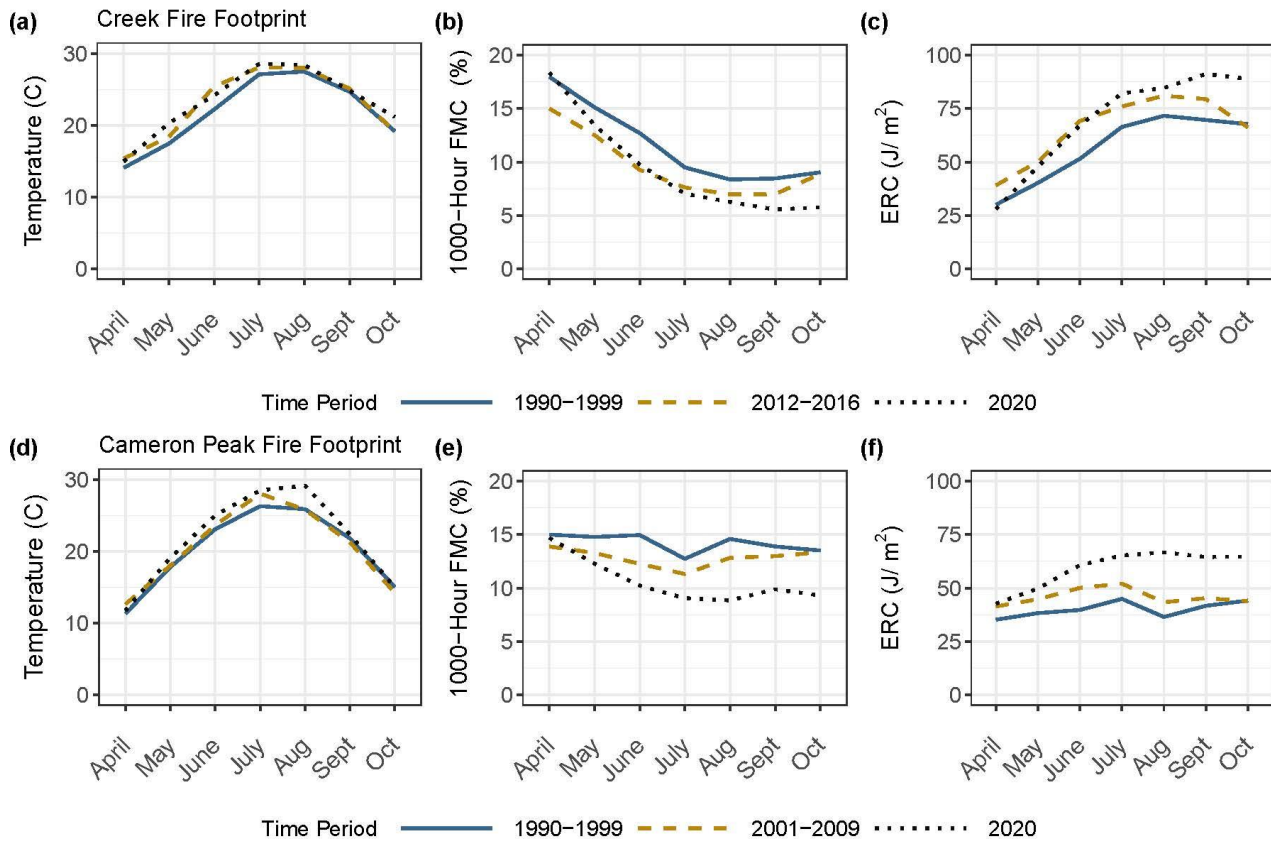 (a) Creek Fire Footprint
Temperature (C)
30
20
10
0
April May June July Aug Sept Oct
(b)
1000-Hour FMC (%)
20
15
10
5
0
April May June July Aug Sept Oct
(c)
ERC (J/ m²)
100
75
50
25
0
April May June July Aug Sept Oct
Time Period 1990-1999 2012-2016 2020
(d) Cameron Peak Fire Footprint
Temperature (C)
30
20
10
0
April May June July Aug Sept Oct
(e)
1000-Hour FMC (%)
20
15
10
5
0
April May June July Aug Sept Oct
(f)
ERC (J/ m²)
100
75
50
25
0
April May June July Aug Sept Oct
Time Period 1990-1999 2001-2009 2020